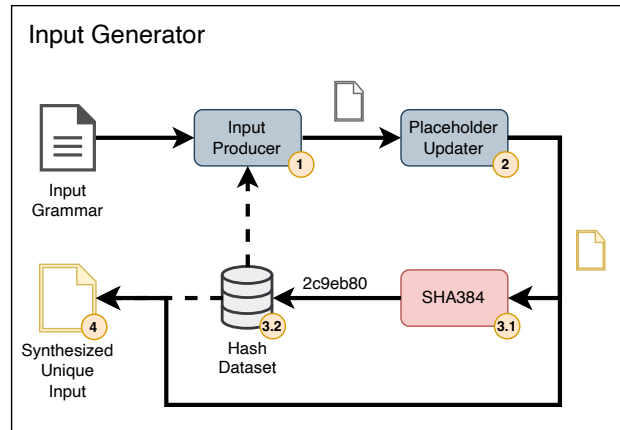 Input Generator
Input
Producer
1
Placeholder
Updater
2
Input
Grammar
2c9eb80
SHA384
3.1
3.2
Hash
Dataset
4
Synthesized
Unique
Input